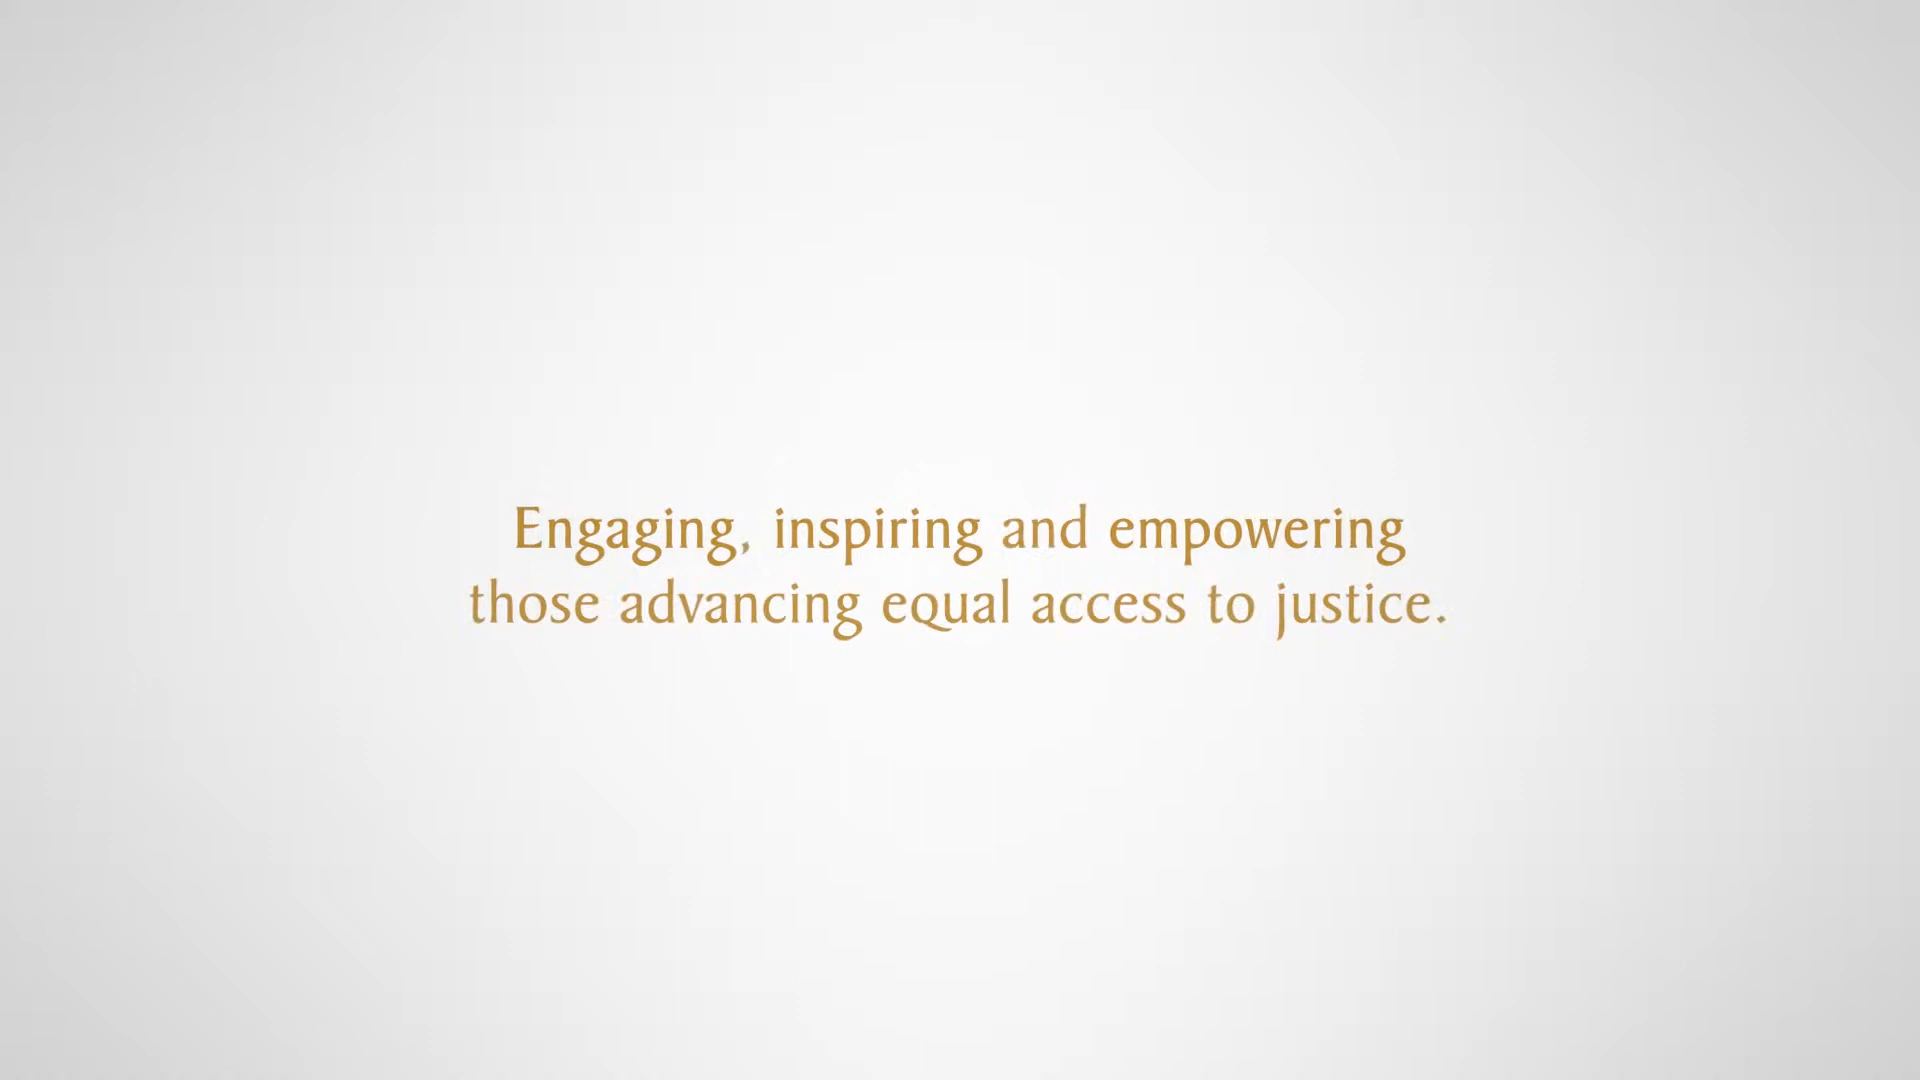 Engaging, inspiring and empowering
those advancing equal access to justice.